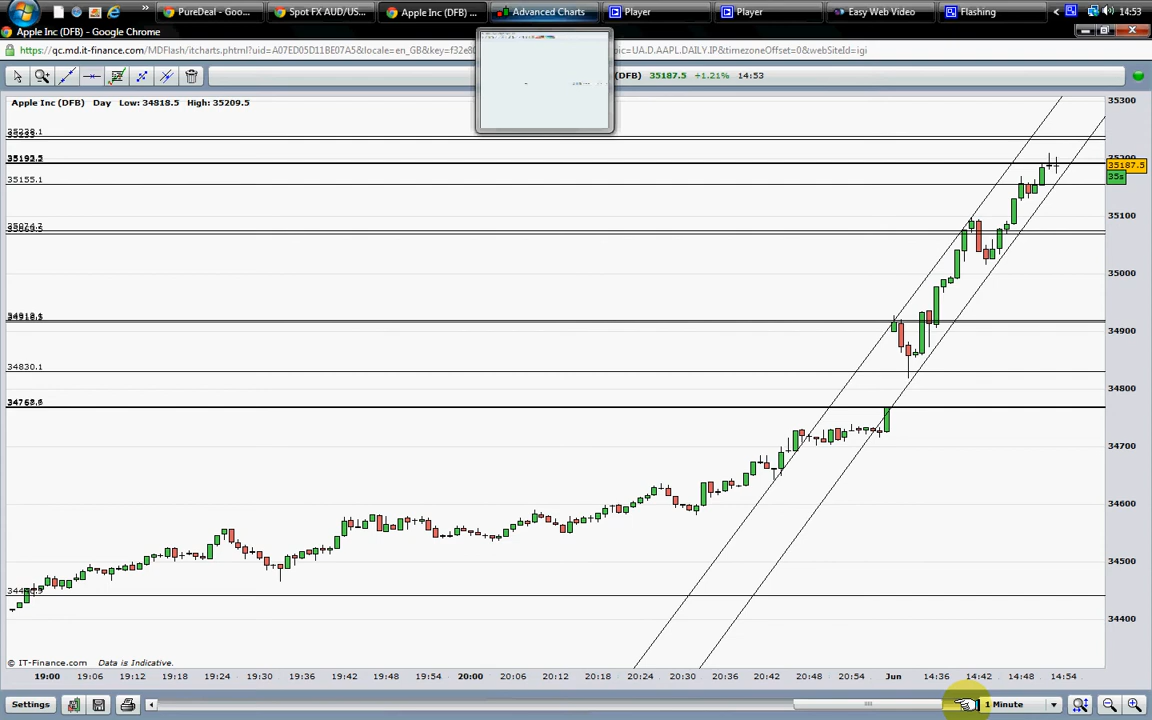 PureDeal - Goo...
Spot FX AUD/US...
Apple Inc (DFB) ...
Advanced Charts
Player
Player
Easy Web Video
Flashing
14:53
Apple Inc (DFB) - Google Chrome
https://qc.md.it-finance.com/MDFlash/itcharts.phtml?uid=A07ED05D11BE07A5&locale=en_GB&key=f32e80
pic=UA.D.AAPL.DAILY.IP&timezoneOffset=0&webSiteId=igi
(DFB) 35187.5 +1.21% 14:53
Apple Inc (DFB) Day Low: 34818.5 High: 35209.5
35300
35238.1
35187.5
35s
35155.1
35100
35000
34900
34830.1
34800
34700
34600
34500
34400
© IT-Finance.com Data is Indicative.
19:00 19:06 19:12 19:18 19:24 19:30 19:36 19:42 19:48 19:54 20:00 20:06 20:12 20:18 20:24 20:30 20:36 20:42 20:48 20:54 Jun 14:36 14:42 14:48 14:54
Settings
1 Minute